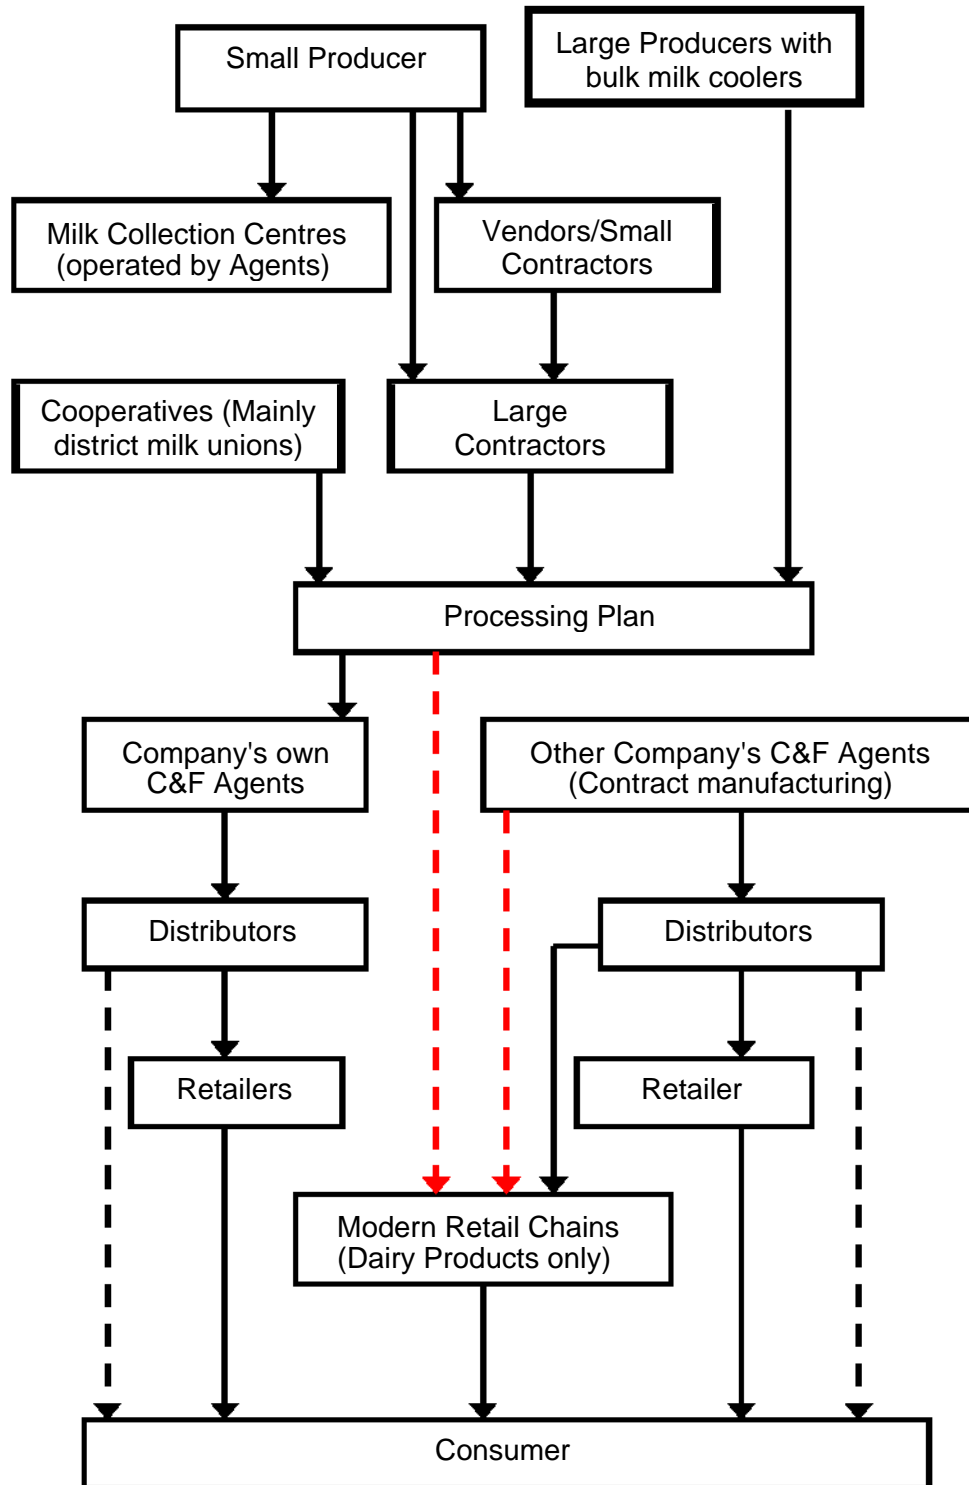 Small Producer
Large Producers with
bulk milk coolers
Milk Collection Centres
(operated by Agents)
Vendors/Small
Contractors
Cooperatives (Mainly
district milk unions)
Large
Contractors
Processing Plan
Company's own
C&F Agents
Other Company's C&F Agents
(Contract manufacturing)
Distributors
Distributors
Retailers
Retailer
Modern Retail Chains
(Dairy Products only)
Consumer